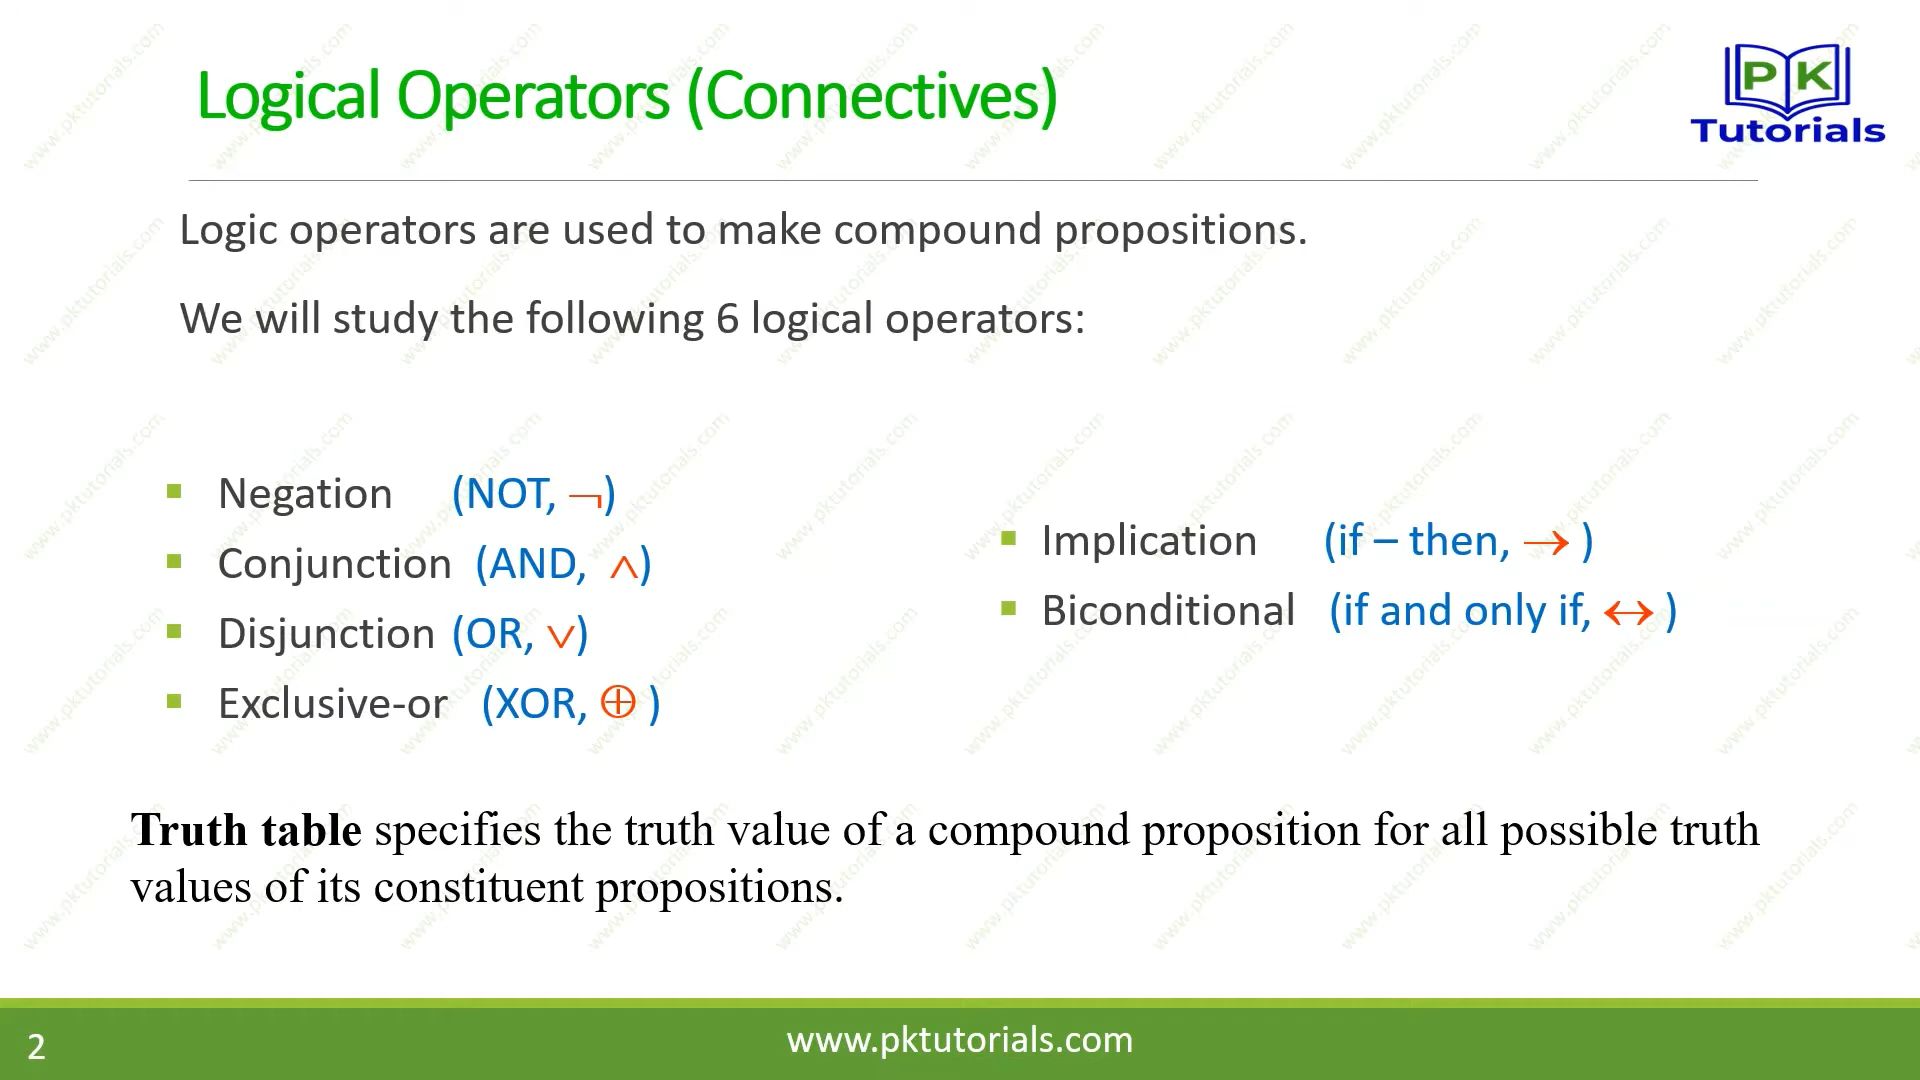 Logical Operators (Connectives)
PK
Tutorials
Logic operators are used to make compound propositions.
We will study the following 6 logical operators:
▪ Negation (NOT, ¬)
▪ Conjunction (AND, ∧)
▪ Disjunction (OR, ∨)
▪ Exclusive-or (XOR, ⊕ )
▪ Implication (if – then, → )
▪ Biconditional (if and only if, ↔ )
Truth table specifies the truth value of a compound proposition for all possible truth
values of its constituent propositions.
2
www.pktutorials.com